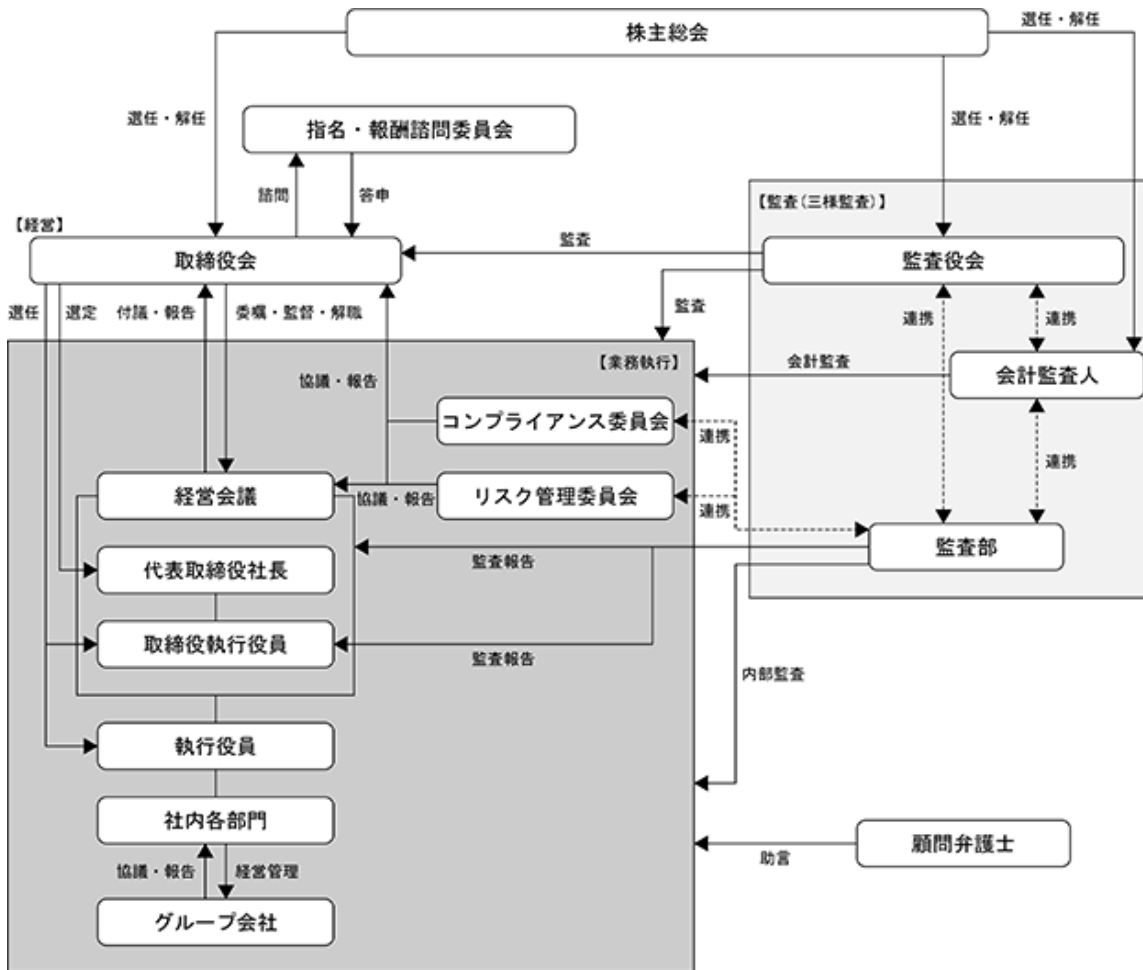 株主総会
選任・解任
選任・解任
選任・解任
指名・報酬諮問委員会
諮問
答申
【経営】
取締役会
監査
【監査(三様監査)】
監査役会
選任
選定
付議・報告
委嘱・監督・解職
監査
連携
連携
【業務執行】
会計監査
会計監査人
協議・報告
コンプライアンス委員会
連携
連携
経営会議
協議・報告
リスク管理委員会
連携
監査部
監査報告
代表取締役社長
取締役執行役員
監査報告
内部監査
執行役員
社内各部門
顧問弁護士
助言
協議・報告
経営管理
グループ会社